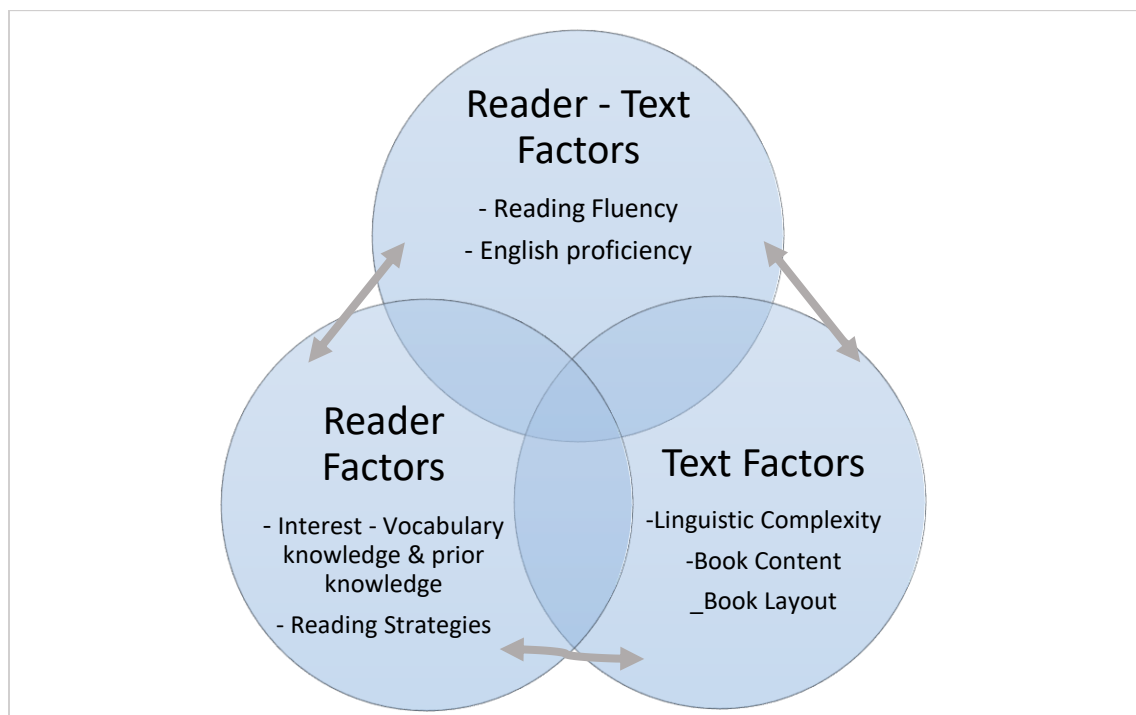 Reader - Text
Factors
- Reading Fluency
- English proficiency
Reader
Factors
- Interest - Vocabulary
knowledge & prior
knowledge
- Reading Strategies
Text Factors
-Linguistic Complexity
-Book Content
_Book Layout